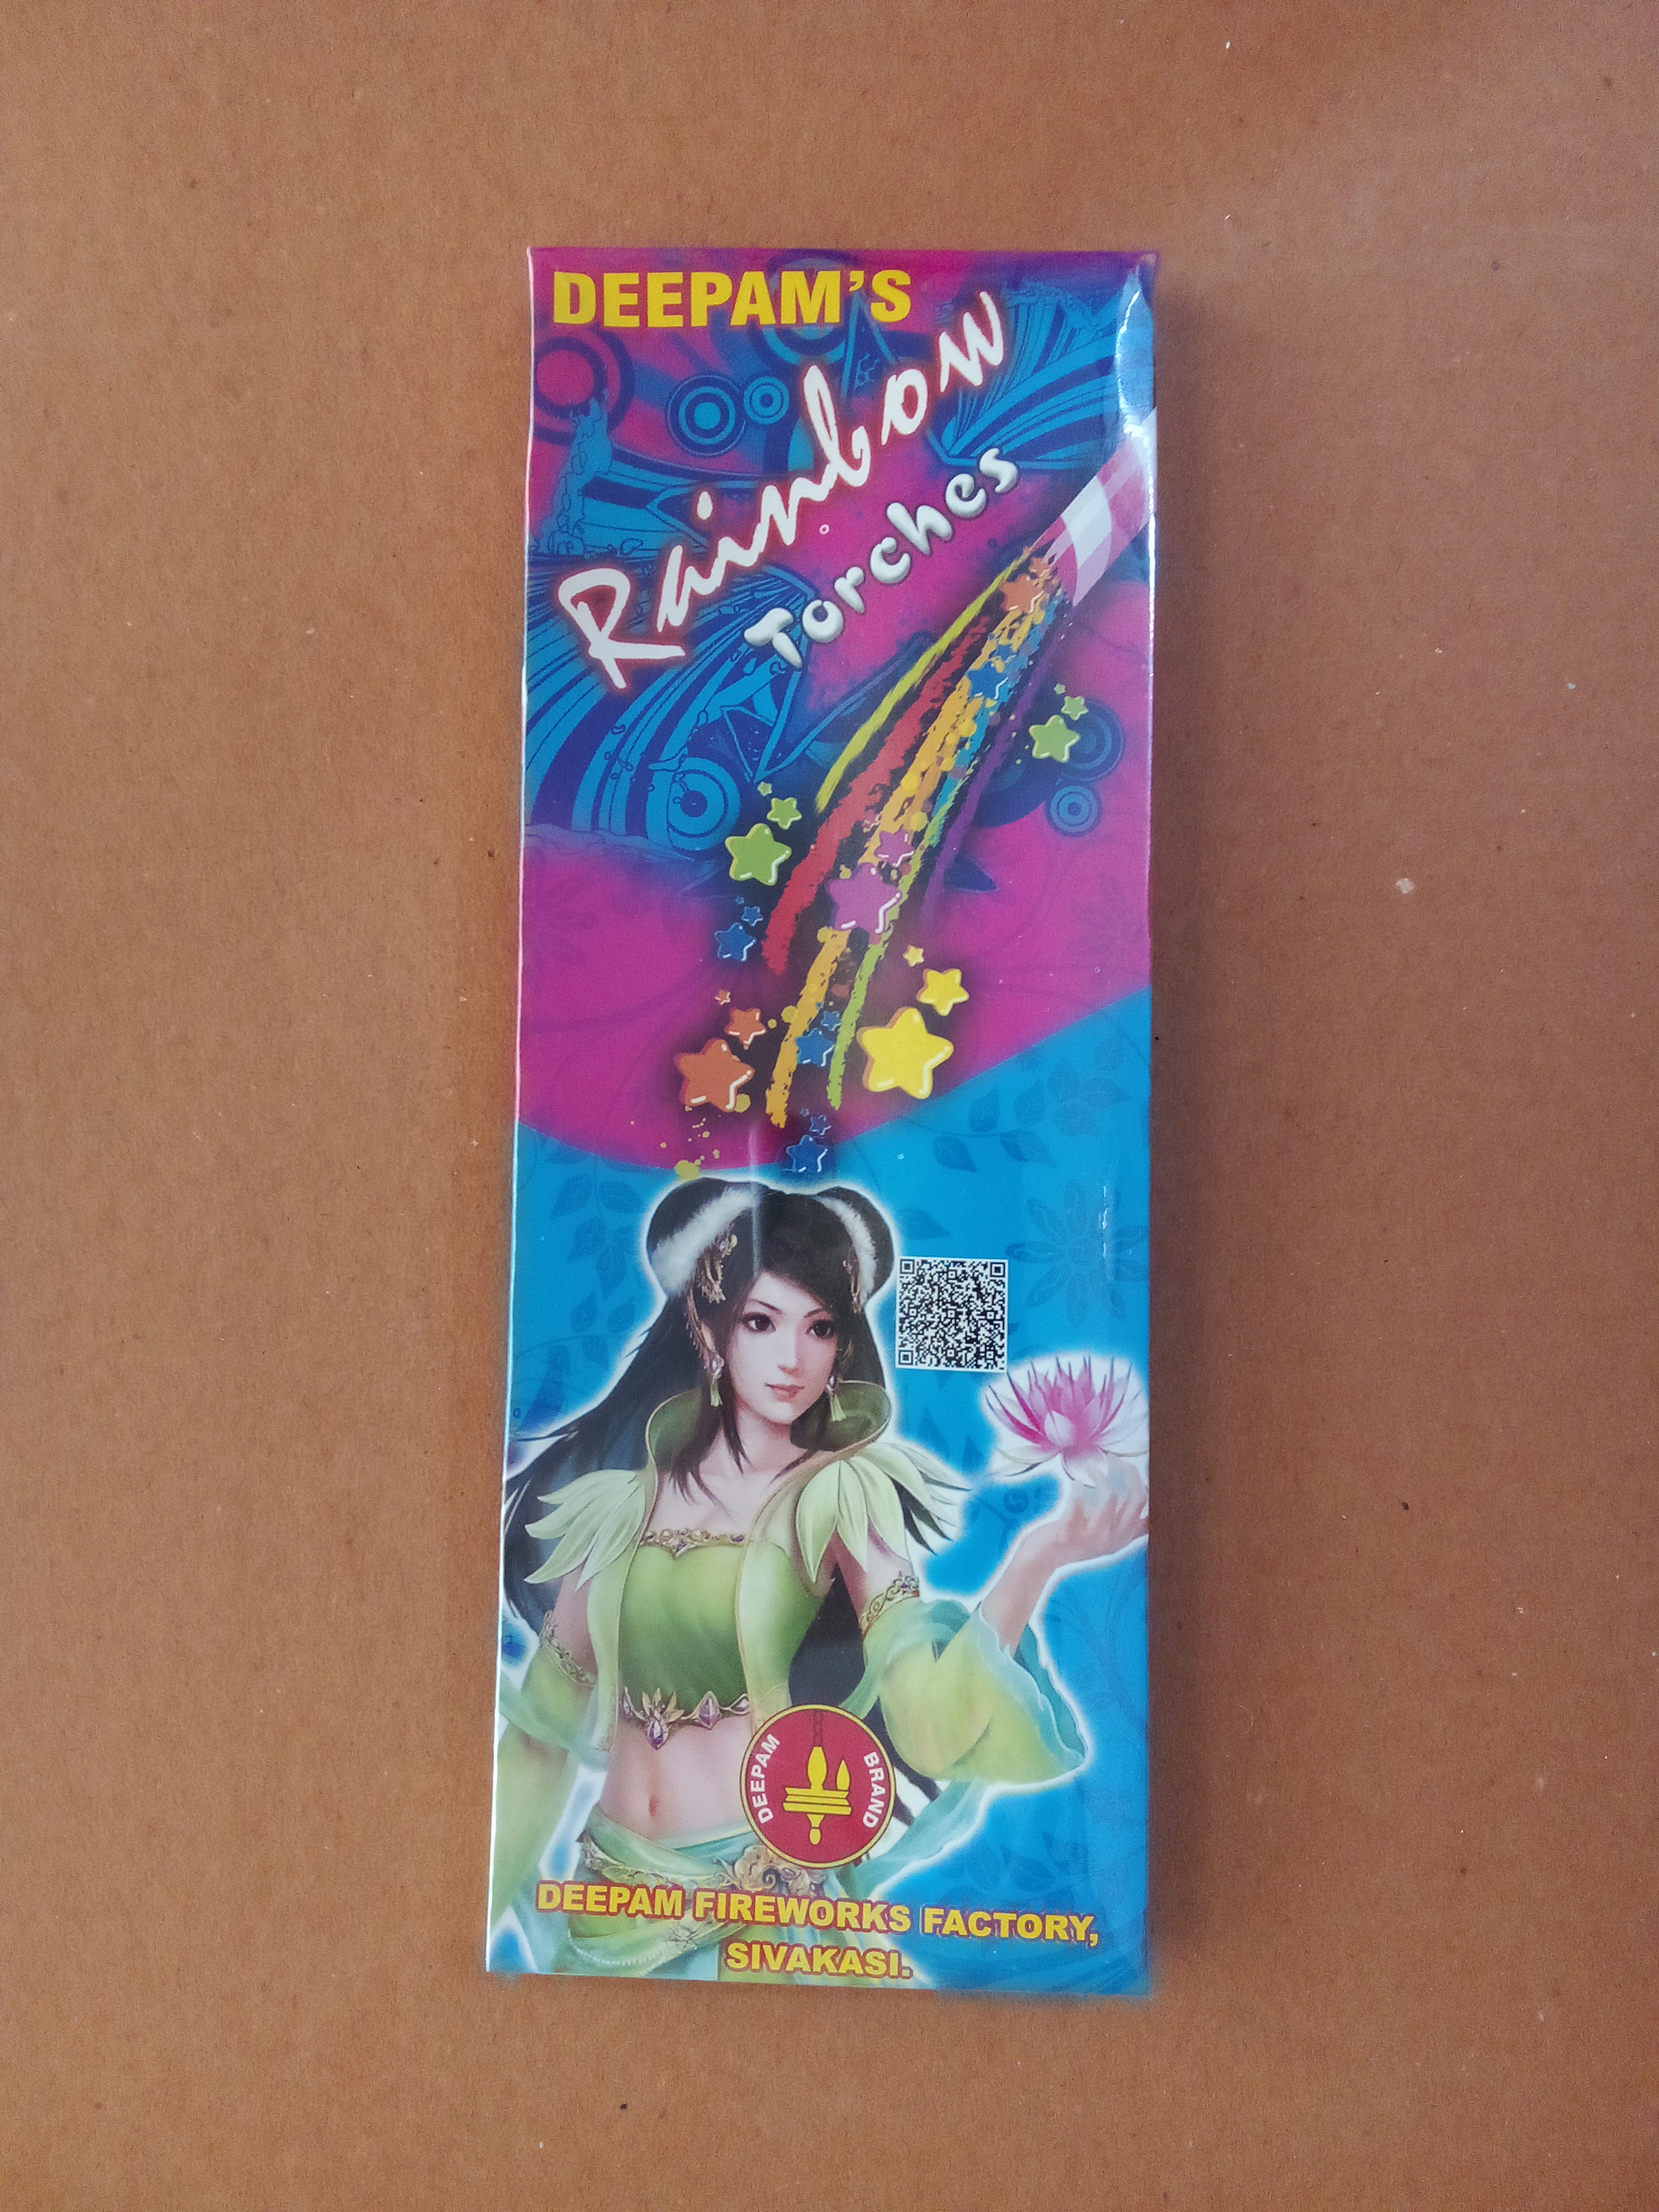 DEEPAM'S
Rainbow
Torches
DEEPAM BRAND
DEEPAM FIREWORKS FACTORY,
SIVAKASI.